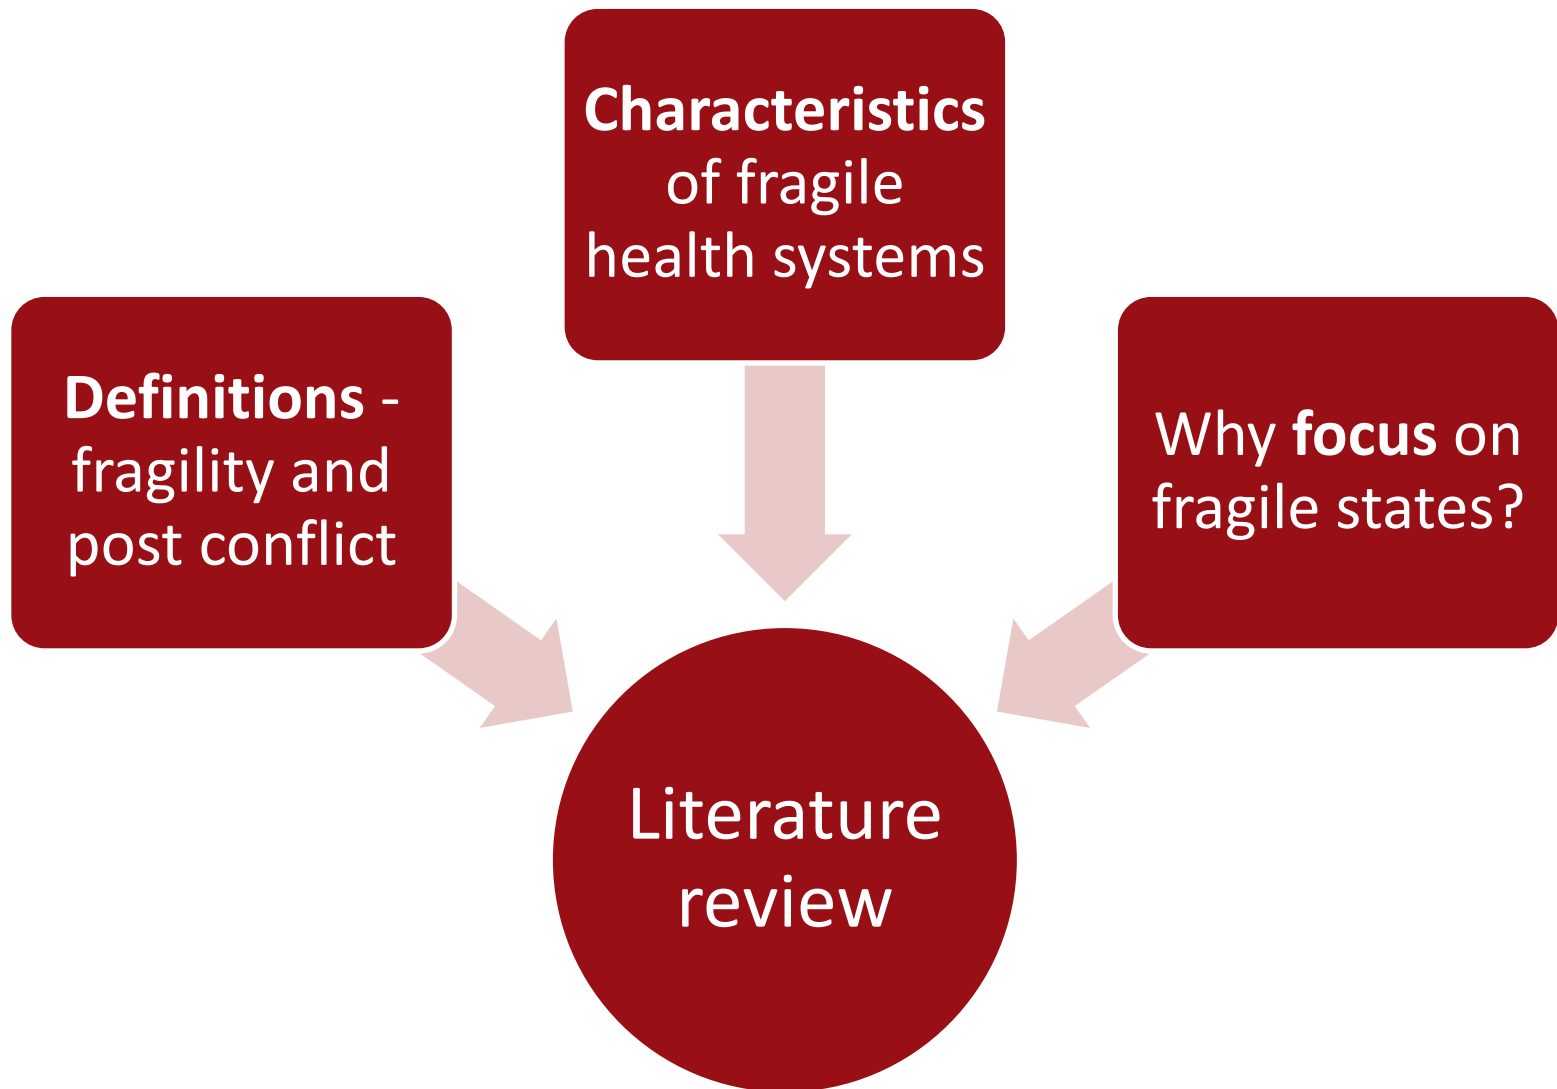 Characteristics
of fragile
health systems
Definitions -
fragility and
post conflict
Why focus on
fragile states?
Literature
review